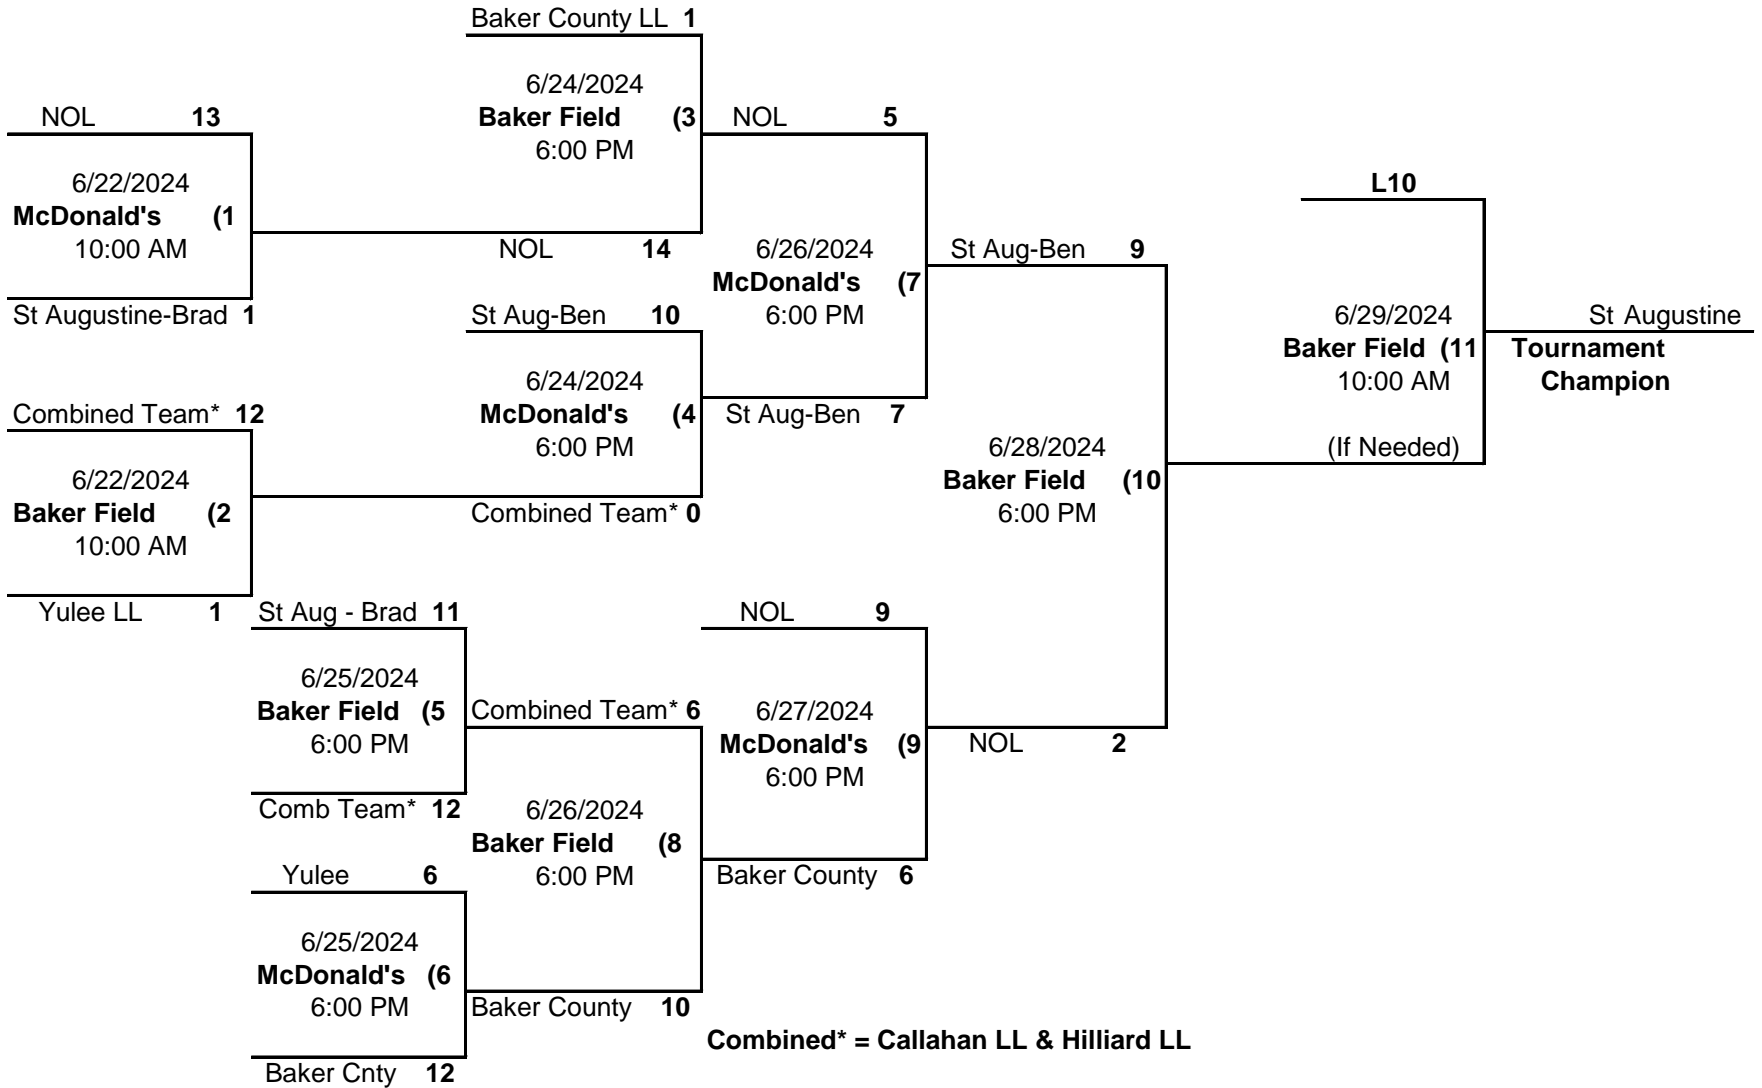 Baker County LL 1
6/24/2024
Baker Field (3
6:00 PM
NOL 13
6/22/2024
McDonald's (1
10:00 AM
St Augustine-Brad 1
NOL 14
NOL 5
6/26/2024
McDonald's (7
6:00 PM
St Aug-Ben 10
6/24/2024
McDonald's (4
6:00 PM
Combined Team* 0
St Aug-Ben 7
Combined Team* 12
6/22/2024
Baker Field (2
10:00 AM
Yulee LL 1
St Aug-Ben 9
6/28/2024
Baker Field (10
6:00 PM
NOL 2
L10
6/29/2024
Baker Field (11
10:00 AM
(If Needed)
St Augustine
Tournament
Champion
St Aug - Brad 11
6/25/2024
Baker Field (5
6:00 PM
Comb Team* 12
Combined Team* 6
6/26/2024
Baker Field (8
6:00 PM
Baker County 10
NOL 9
6/27/2024
McDonald's (9
6:00 PM
Baker County 6
Yulee 6
6/25/2024
McDonald's (6
6:00 PM
Baker Cnty 12
Combined* = Callahan LL & Hilliard LL